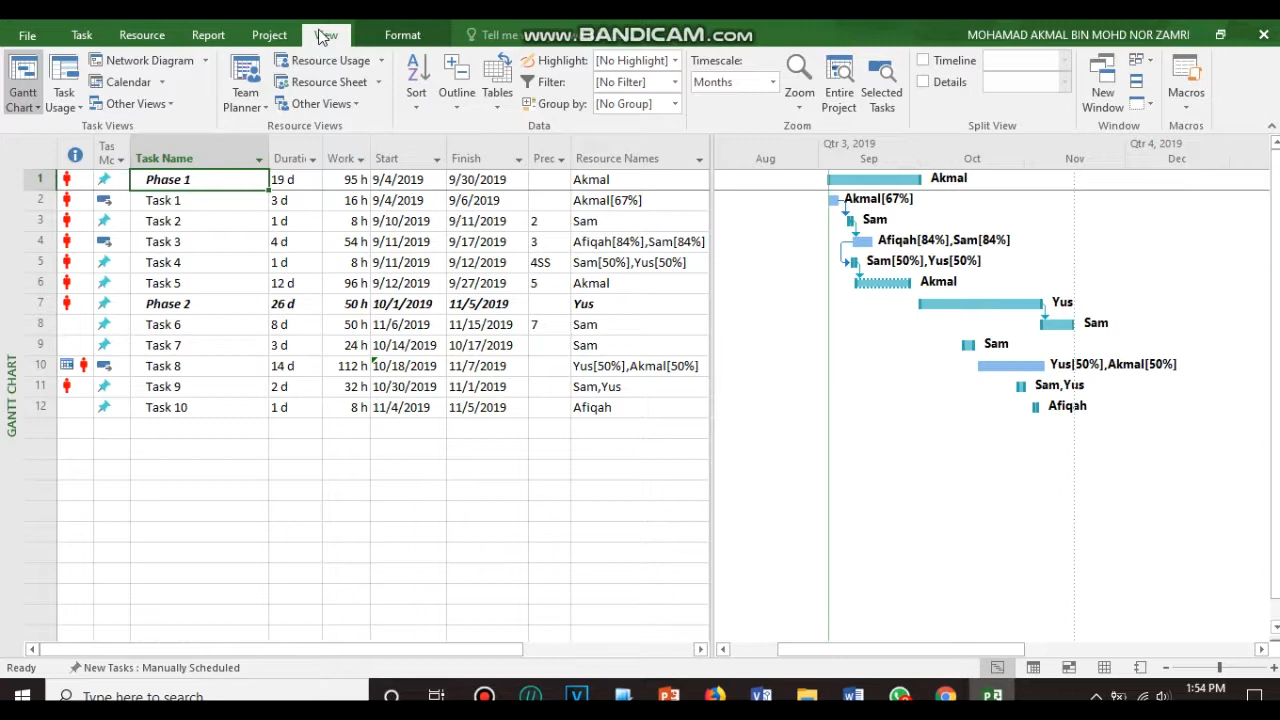 File Task Resource Report Project View Format Tell me www.BANDICAM.com MOHAMAD AKMAL BIN MOHD NOR ZAMRI
Gantt Chart Task Usage Network Diagram Calendar Other Views Task Views
Team Planner Resource Usage Resource Sheet Other Views Resource Views
Sort Outline Tables Highlight: [No Highlight] Filter: [No Filter] Group by: [No Group] Data
Timescale: Months Zoom Entire Project Selected Tasks Zoom
Timeline Details Split View
New Window Window Macros Macros
Tas Mc Task Name Duratic Work Start Finish Prec Resource Names
1 Phase 1 19 d 95 h 9/4/2019 9/30/2019 Akmal
2 Task 1 3 d 16 h 9/4/2019 9/6/2019 Akmal[67%]
3 Task 2 1 d 8 h 9/10/2019 9/11/2019 2 Sam
4 Task 3 4 d 54 h 9/11/2019 9/17/2019 3 Afiqah[84%],Sam[84%]
5 Task 4 1 d 8 h 9/11/2019 9/12/2019 4SS Sam[50%],Yus[50%]
6 Task 5 12 d 96 h 9/12/2019 9/27/2019 5 Akmal
7 Phase 2 26 d 50 h 10/1/2019 11/5/2019 Yus
8 Task 6 8 d 50 h 11/6/2019 11/15/2019 7 Sam
9 Task 7 3 d 24 h 10/14/2019 10/17/2019 Sam
10 Task 8 14 d 112 h 10/18/2019 11/7/2019 Yus[50%],Akmal[50%]
11 Task 9 2 d 32 h 10/30/2019 11/1/2019 Sam,Yus
12 Task 10 1 d 8 h 11/4/2019 11/5/2019 Afiqah
GANTT CHART
Qtr 3, 2019 Qtr 4, 2019
Aug Sep Oct Nov Dec
Akmal
Akmal[67%]
Sam
Afiqah[84%],Sam[84%]
Sam[50%],Yus[50%]
Akmal
Yus
Sam
Sam
Yus[50%],Akmal[50%]
Sam,Yus
Afiqah
Ready New Tasks : Manually Scheduled
Type here to search 1:54 PM